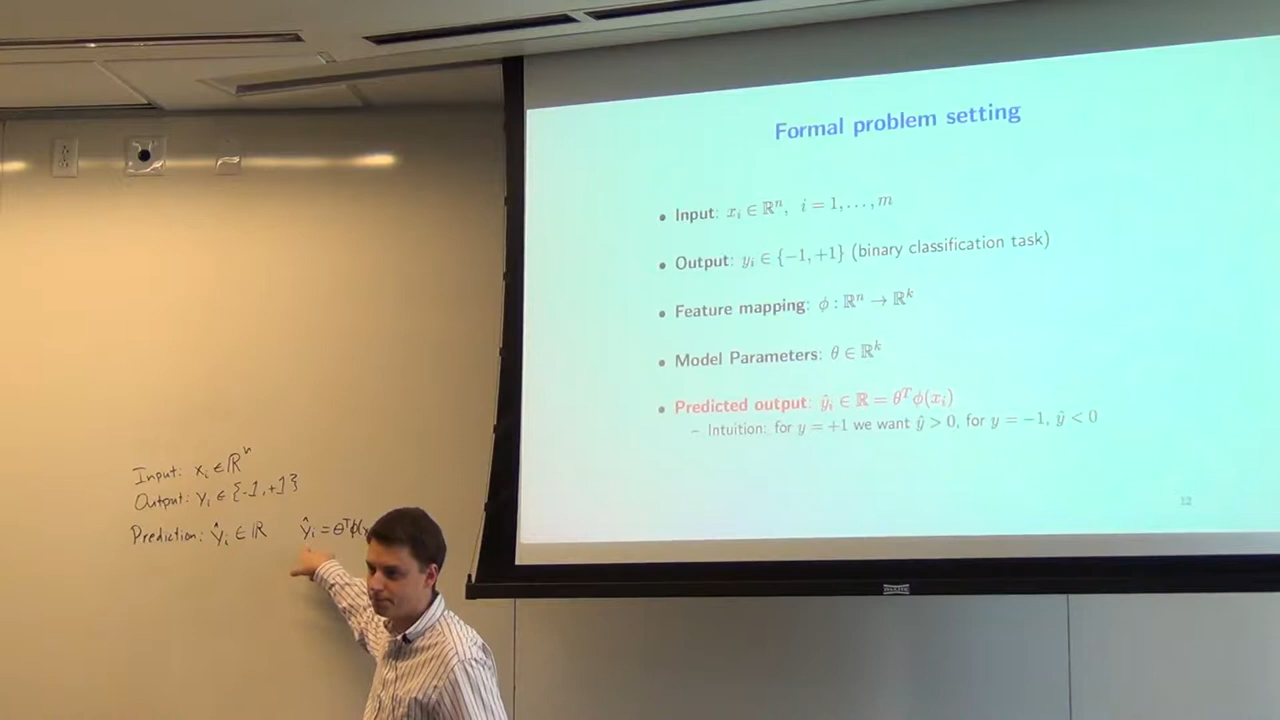 Formal problem setting
• Input: xᵢ ∈ ℝⁿ, i = 1, . . . , m
• Output: yᵢ ∈ {−1, +1} (binary classification task)
• Feature mapping: ϕ : ℝⁿ → ℝᵏ
• Model Parameters: θ ∈ ℝᵏ
• Predicted output: ŷᵢ ∈ ℝ = θᵀϕ(xᵢ)
– Intuition: for y = +1 we want ŷ > 0, for y = −1, ŷ < 0
12
Input: xᵢ ∈ ℝⁿ
Output: yᵢ ∈ {-1, +1}
Prediction: ŷᵢ ∈ ℝ ŷᵢ = θᵀϕ(